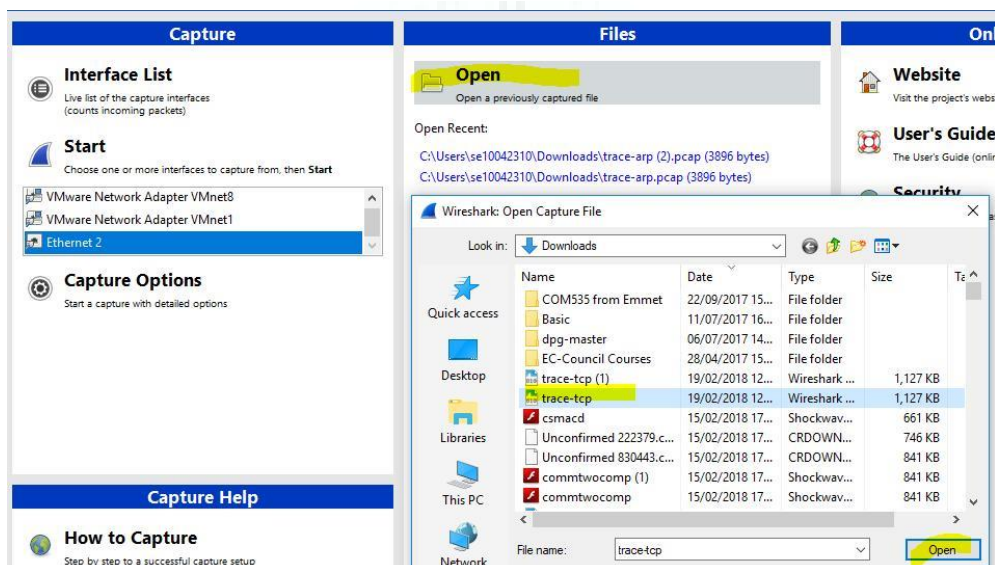 Capture
Interface List
Live list of the capture interfaces
(counts incoming packets)
Start
Choose one or more interfaces to capture from, then Start
VMware Network Adapter VMnet8
VMware Network Adapter VMnet1
Ethernet 2
Capture Options
Start a capture with detailed options
Capture Help
How to Capture
Step by step to a successful capture setup
Files
Open
Open a previously captured file
Open Recent:
C:\Users\se10042310\Downloads\trace-arp (2).pcap (3896 bytes)
C:\Users\se10042310\Downloads\trace-arp.pcap (3896 bytes)
Onl
Website
Visit the project's webs
User's Guide
The User's Guide (onlin
Security
Wireshark: Open Capture File
Look in: Downloads
Quick access
Desktop
Libraries
This PC
Network
Name Date Type Size Ta
COM535 from Emmet 22/09/2017 15... File folder
Basic 11/07/2017 16... File folder
dpg-master 06/07/2017 14... File folder
EC-Council Courses 28/04/2017 15... File folder
trace-tcp (1) 19/02/2018 12... Wireshark ... 1,127 KB
trace-tcp 19/02/2018 12... Wireshark ... 1,127 KB
csmacd 15/02/2018 17... Shockwav... 661 KB
Unconfirmed 222379.c... 15/02/2018 17... CRDOWN... 746 KB
Unconfirmed 830443.c... 15/02/2018 17... CRDOWN... 841 KB
commtwocomp (1) 15/02/2018 17... Shockwav... 841 KB
commtwocomp 15/02/2018 17... Shockwav... 841 KB
File name: trace-tcp Open